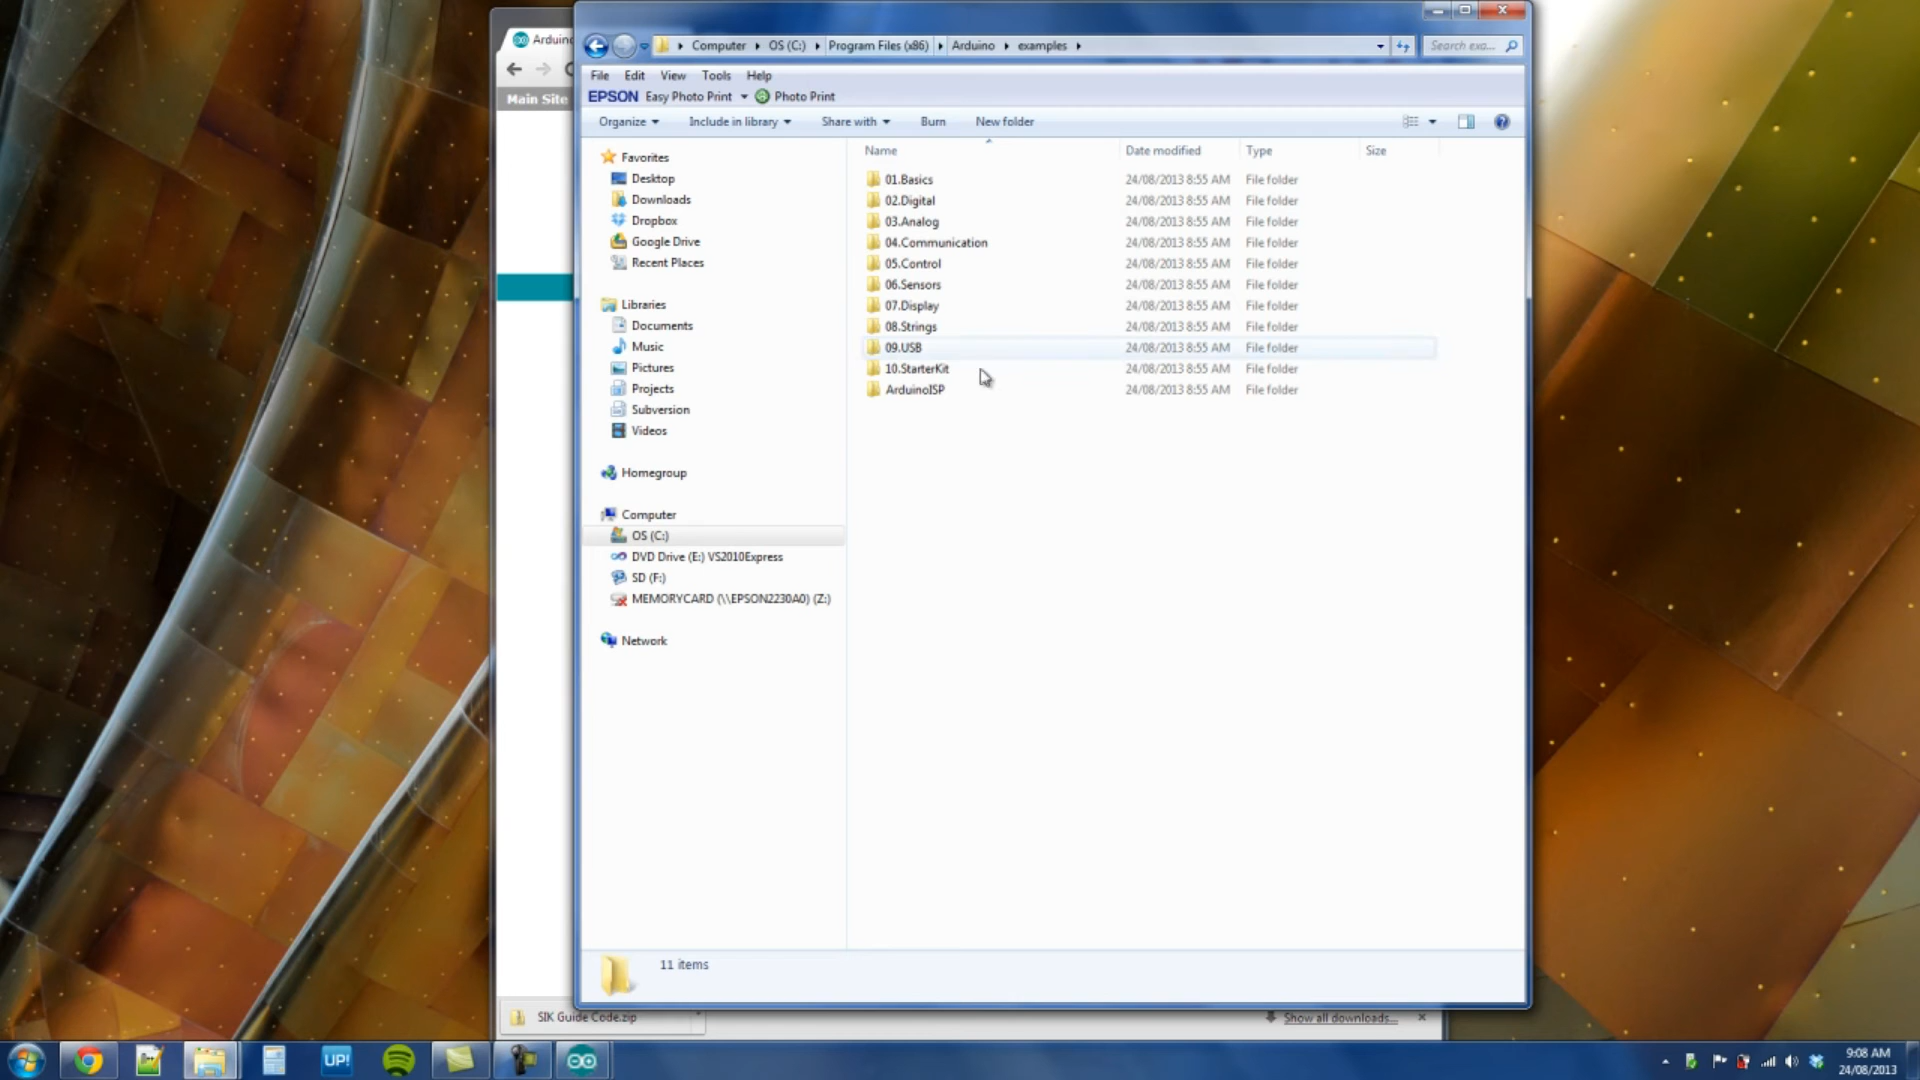 Arduino
Computer OS (C:) Program Files (x86) Arduino examples
Search exa...
Main Site
File Edit View Tools Help
EPSON Easy Photo Print Photo Print
Organize Include in library Share with Burn New folder
Name Date modified Type Size
Favorites
Desktop
Downloads
Dropbox
Google Drive
Recent Places
Libraries
Documents
Music
Pictures
Projects
Subversion
Videos
Homegroup
Computer
OS (C:)
DVD Drive (E:) VS2010Express
SD (F:)
MEMORYCARD (\\EPSON2230A0) (Z:)
Network
01.Basics 24/08/2013 8:55 AM File folder
02.Digital 24/08/2013 8:55 AM File folder
03.Analog 24/08/2013 8:55 AM File folder
04.Communication 24/08/2013 8:55 AM File folder
05.Control 24/08/2013 8:55 AM File folder
06.Sensors 24/08/2013 8:55 AM File folder
07.Display 24/08/2013 8:55 AM File folder
08.Strings 24/08/2013 8:55 AM File folder
09.USB 24/08/2013 8:55 AM File folder
10.StarterKit 24/08/2013 8:55 AM File folder
ArduinoISP 24/08/2013 8:55 AM File folder
11 items
SIK Guide Code.zip
Show all downloads...
UP!
9:08 AM
24/08/2013